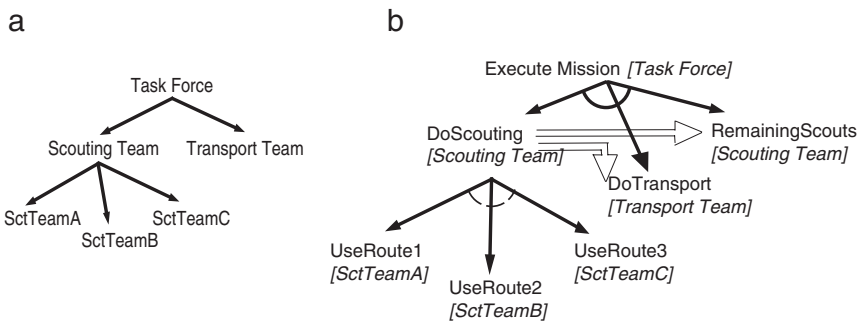 a
b
Task Force
Scouting Team
Transport Team
SctTeamA
SctTeamB
SctTeamC
Execute Mission [Task Force]
DoScouting
[Scouting Team]
RemainingScouts
[Scouting Team]
DoTransport
[Transport Team]
UseRoute1
[SctTeamA]
UseRoute2
[SctTeamB]
UseRoute3
[SctTeamC]